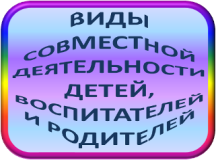 ВИДЫ
СОВМЕСТНОЙ
ДЕЯТЕЛЬНОСТИ
ДЕТЕЙ,
ВОСПИТАТЕЛЕЙ
И РОДИТЕЛЕЙ